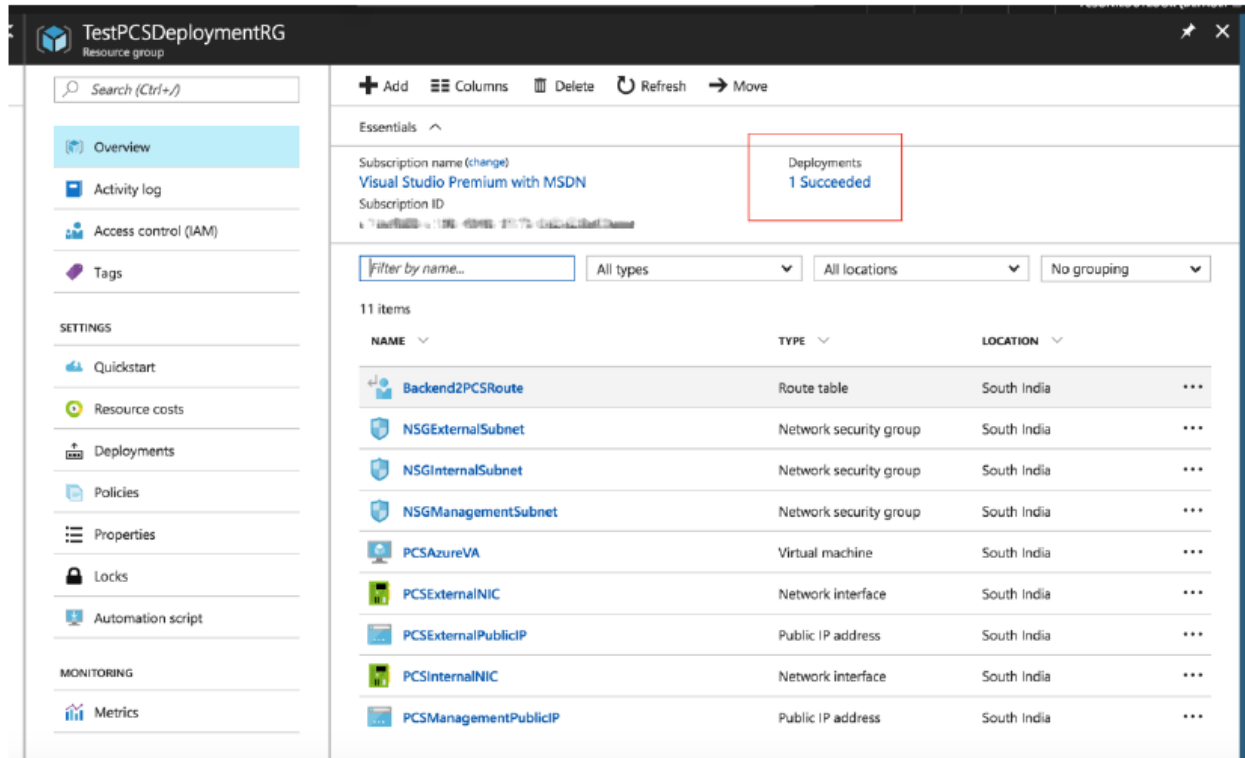 TestPCSDeploymentRG
Resource group
Search (Ctrl+/)
Overview
Activity log
Access control (IAM)
Tags
SETTINGS
Quickstart
Resource costs
Deployments
Policies
Properties
Locks
Automation script
MONITORING
Metrics
Add Columns Delete Refresh Move
Essentials
Subscription name (change)
Visual Studio Premium with MSDN
Subscription ID
Deployments
1 Succeeded
Filter by name... All types All locations No grouping
11 items
NAME TYPE LOCATION
Backend2PCSRoute Route table South India ...
NSGExternalSubnet Network security group South India ...
NSGInternalSubnet Network security group South India ...
NSGManagementSubnet Network security group South India ...
PCSAzureVA Virtual machine South India ...
PCSExternalNIC Network interface South India ...
PCSExternalPublicIP Public IP address South India ...
PCSInternalNIC Network interface South India ...
PCSManagementPublicIP Public IP address South India ...